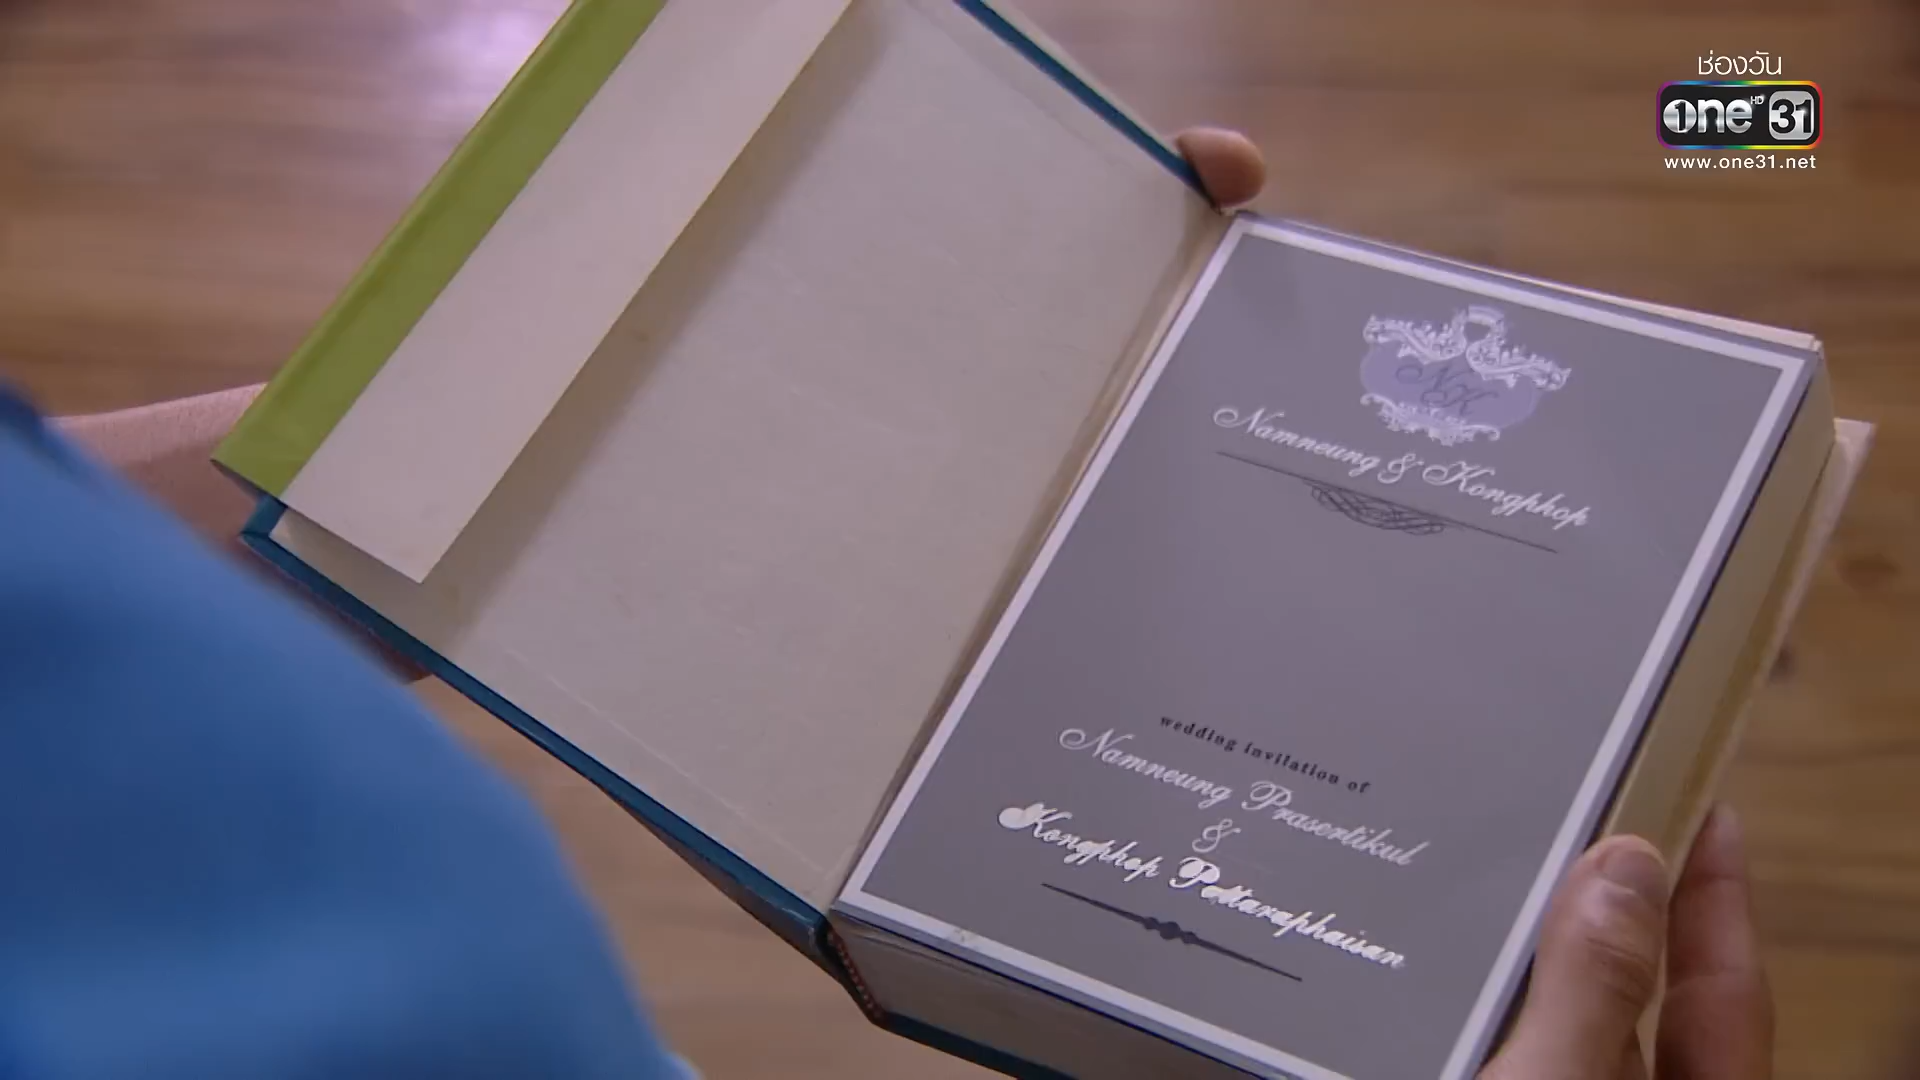 ช่องวัน
one HD 31
www.one31.net
NK
Namneung & Kongphop
wedding invitation of
Namneung Prasertikul
&
Kongphop Pattaraphaisan